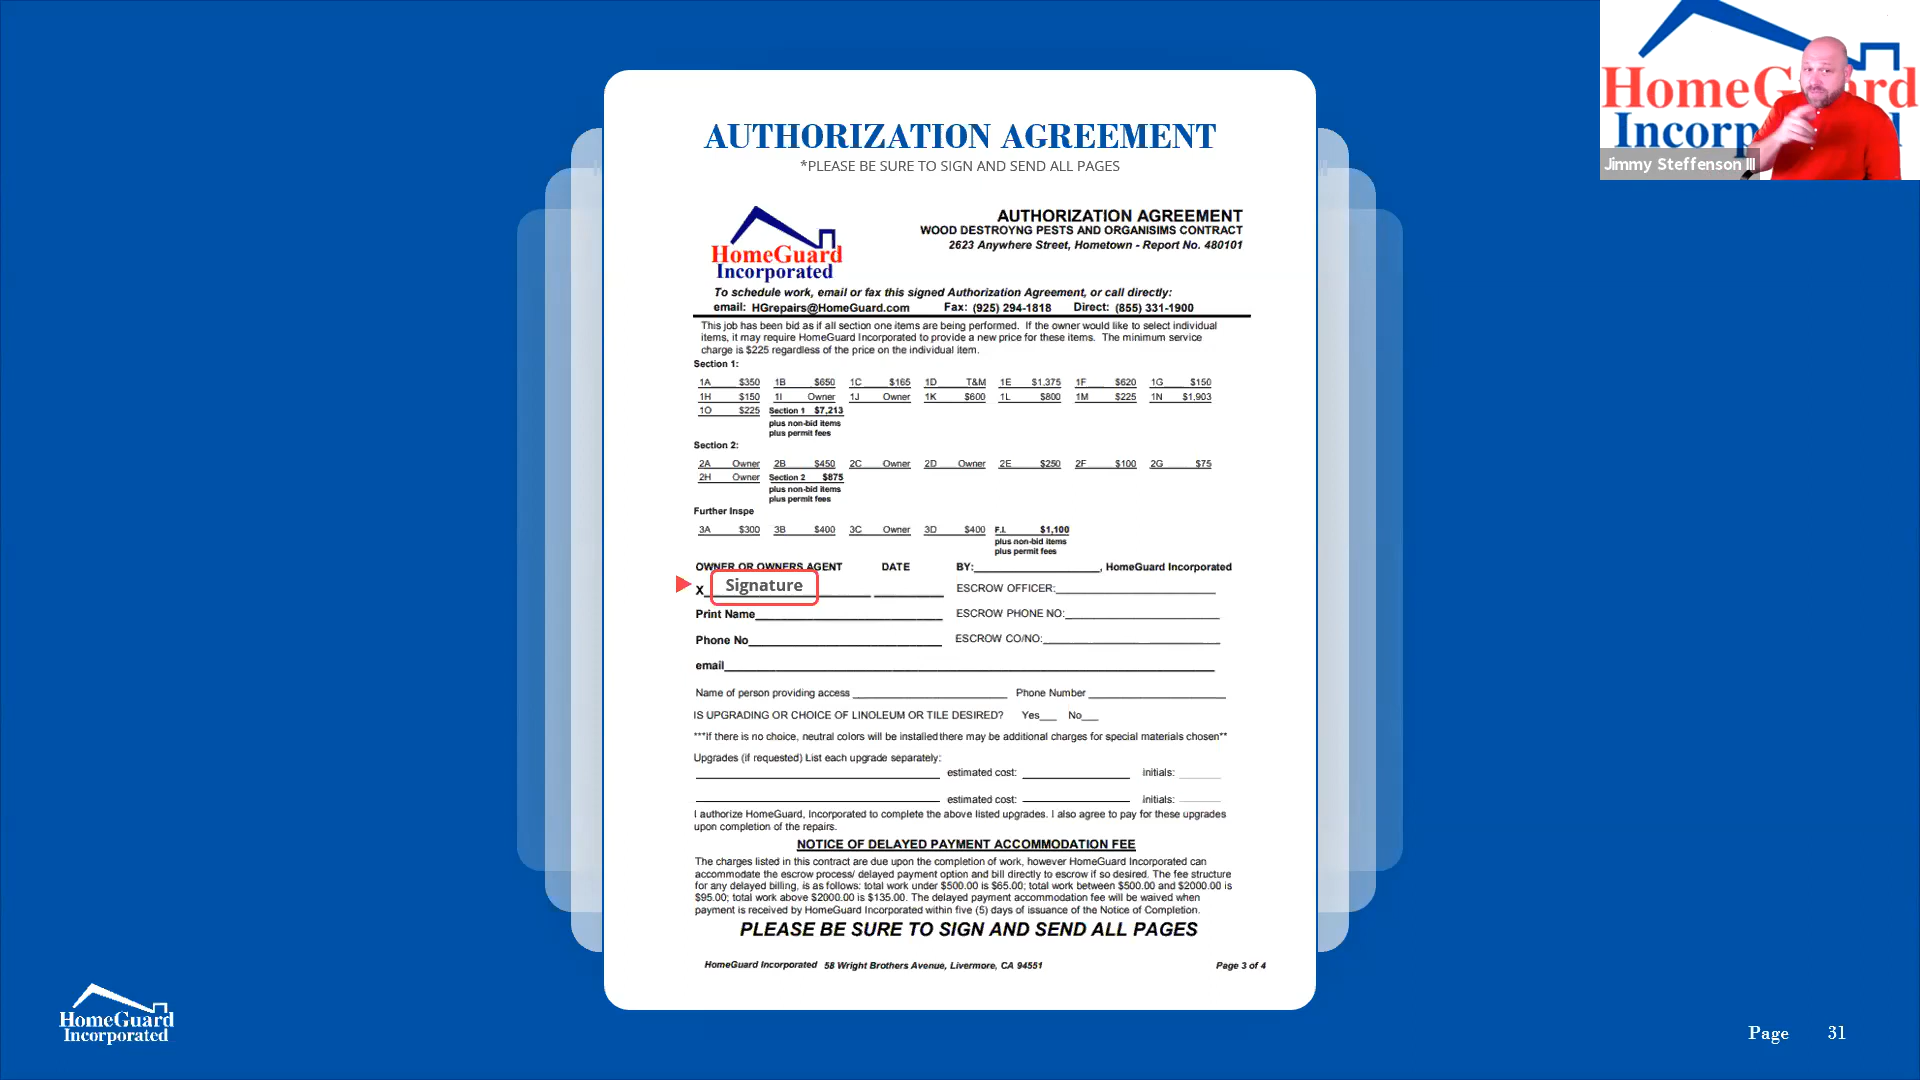 HomeGuard
Incorp
Jimmy Steffenson III
AUTHORIZATION AGREEMENT
*PLEASE BE SURE TO SIGN AND SEND ALL PAGES
HomeGuard
Incorporated
AUTHORIZATION AGREEMENT
WOOD DESTROYNG PESTS AND ORGANISIMS CONTRACT
2623 Anywhere Street, Hometown - Report No. 480101
To schedule work, email or fax this signed Authorization Agreement, or call directly:
email: HGrepairs@HomeGuard.com Fax: (925) 294-1818 Direct: (855) 331-1900
This job has been bid as if all section one items are being performed. If the owner would like to select individual
items, it may require HomeGuard Incorporated to provide a new price for these items. The minimum service
charge is $225 regardless of the price on the individual item.
Section 1:
1A $350 1B $650 1C $165 1D T&M 1E $1,375 1F $620 1G $150
1H $150 1I Owner 1J Owner 1K $600 1L $800 1M $225 1N $1,903
1O $225 Section 1 $7,213
plus non-bid items
plus permit fees
Section 2:
2A Owner 2B $450 2C Owner 2D Owner 2E $250 2F $100 2G $75
2H Owner Section 2 $875
plus non-bid items
plus permit fees
Further Inspe
3A $300 3B $400 3C Owner 3D $400 F.I. $1,100
plus non-bid items
plus permit fees
OWNER OR OWNERS AGENT DATE BY:____, HomeGuard Incorporated
X Signature ESCROW OFFICER:
Print Name ESCROW PHONE NO:
Phone No ESCROW CO/NO:
email
Name of person providing access Phone Number
IS UPGRADING OR CHOICE OF LINOLEUM OR TILE DESIRED? Yes___ No___
***If there is no choice, neutral colors will be installed there may be additional charges for special materials chosen**
Upgrades (if requested) List each upgrade separately:
estimated cost: initials:
estimated cost: initials:
I authorize HomeGuard, Incorporated to complete the above listed upgrades. I also agree to pay for these upgrades
upon completion of the repairs.
NOTICE OF DELAYED PAYMENT ACCOMMODATION FEE
The charges listed in this contract are due upon the completion of work, however HomeGuard Incorporated can
accommodate the escrow process/ delayed payment option and bill directly to escrow if so desired. The fee structure
for any delayed billing, is as follows: total work under $500.00 is $65.00; total work between $500.00 and $2000.00 is
$95.00; total work above $2000.00 is $135.00. The delayed payment accommodation fee will be waived when
payment is received by HomeGuard Incorporated within five (5) days of issuance of the Notice of Completion.
PLEASE BE SURE TO SIGN AND SEND ALL PAGES
HomeGuard Incorporated 58 Wright Brothers Avenue, Livermore, CA 94551 Page 3 of 4
HomeGuard
Incorporated
Page 31